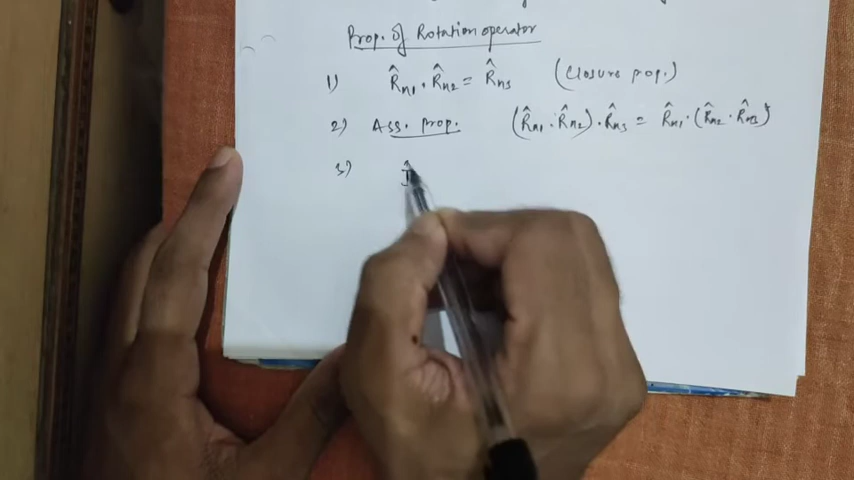 Prop. of Rotation operator
1) R̂n1 . R̂n2 = R̂n3 (Closure prop.)
2) Ass. prop. (R̂n1 . R̂n2) . R̂n3 = R̂n1 . (R̂n2 . R̂n3)
3)